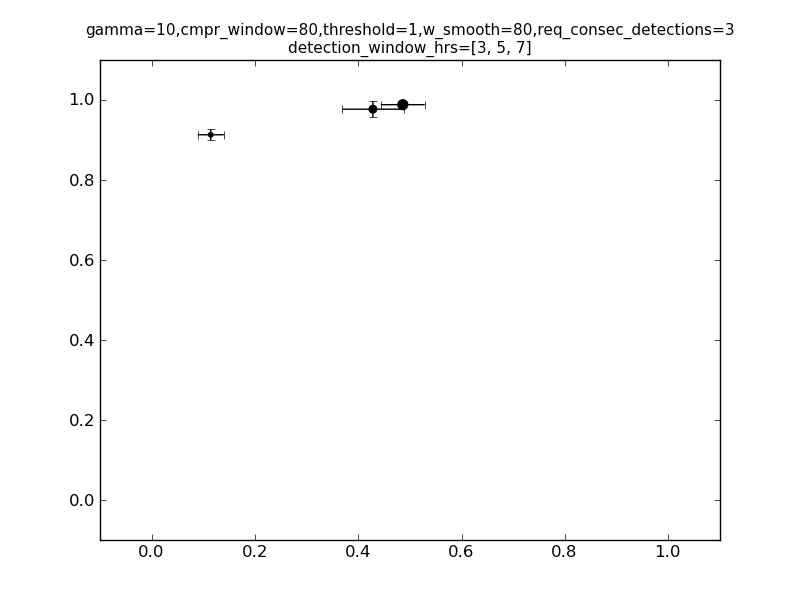 gamma=10,cmpr_window=80,threshold=1,w_smooth=80,req_consec_detections=3
detection_window_hrs=[3, 5, 7]
1.0
0.8
0.6
0.4
0.2
0.0
0.0 0.2 0.4 0.6 0.8 1.0